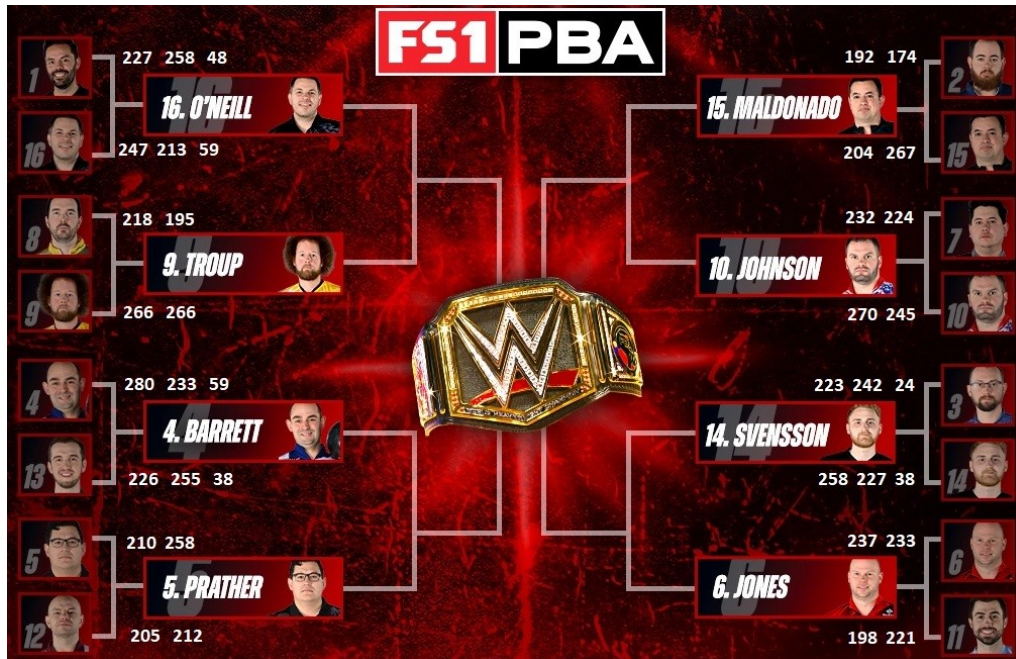 FS1 PBA
1
227 258 48
16. O'NEILL
16
247 213 59
8
218 195
9. TROUP
9
266 266
4
280 233 59
4. BARRETT
13
226 255 38
5
210 258
5. PRATHER
12
205 212
192 174
2
15. MALDONADO
204 267
15
232 224
7
10. JOHNSON
270 245
10
223 242 24
3
14. SVENSSON
258 227 38
14
237 233
6
6. JONES
198 221
11
W